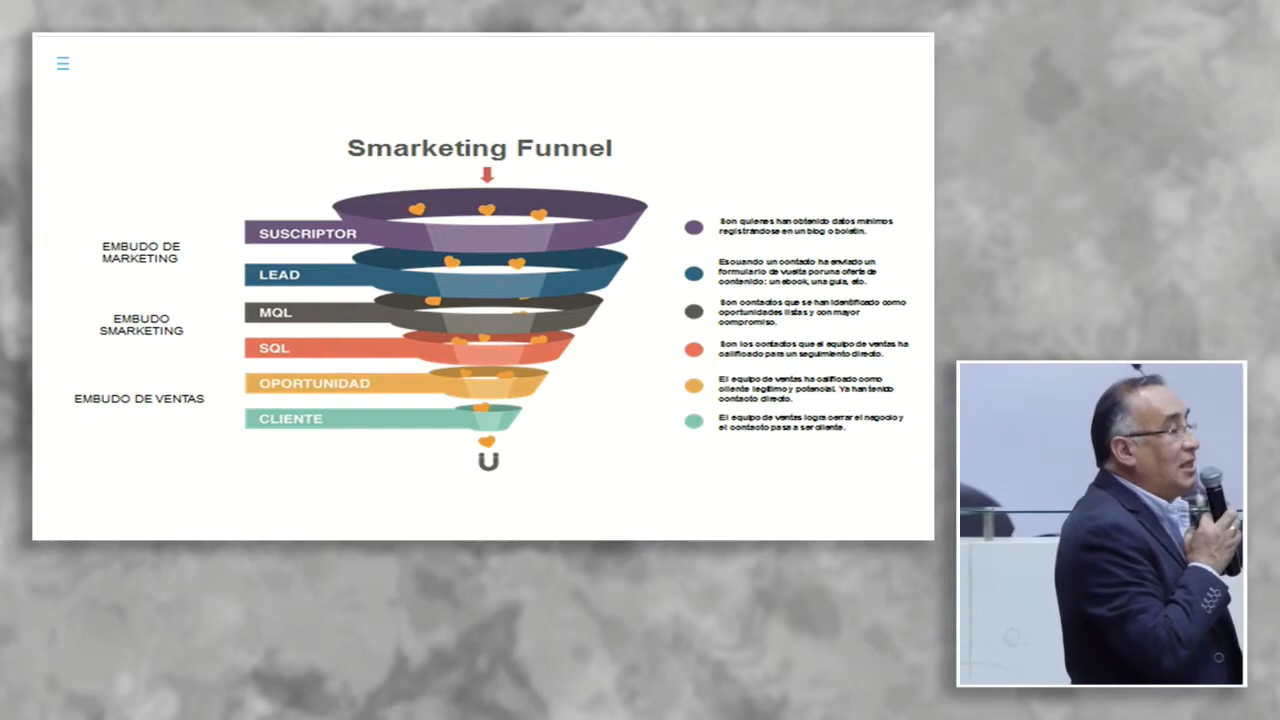 Smarketing Funnel
EMBUDO DE
MARKETING
EMBUDO
SMARKETING
EMBUDO DE VENTAS
SUSCRIPTOR
LEAD
MQL
SQL
OPORTUNIDAD
CLIENTE
Son quienes han obtenido datos mínimos
registrándose en un blog o boletín.
Es cuando un contacto ha enviado un
formulario de vuelta por una oferta de
contenido: un ebook, una guía, etc.
Son contactos que se han identificado como
oportunidades listas y con mayor
compromiso.
Son los contactos que el equipo de ventas ha
calificado para un seguimiento directo.
El equipo de ventas ha calificado como
cliente legítimo y potencial. Ya han tenido
contacto directo.
El equipo de ventas logra cerrar el negocio y
el contacto pasa a ser cliente.